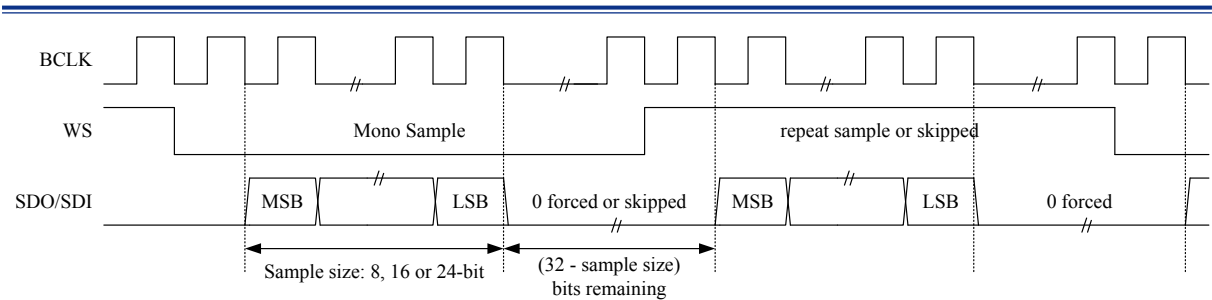 BCLK
WS
Mono Sample
repeat sample or skipped
SDO/SDI
MSB
LSB
0 forced or skipped
MSB
LSB
0 forced
Sample size: 8, 16 or 24-bit
(32 - sample size)
bits remaining